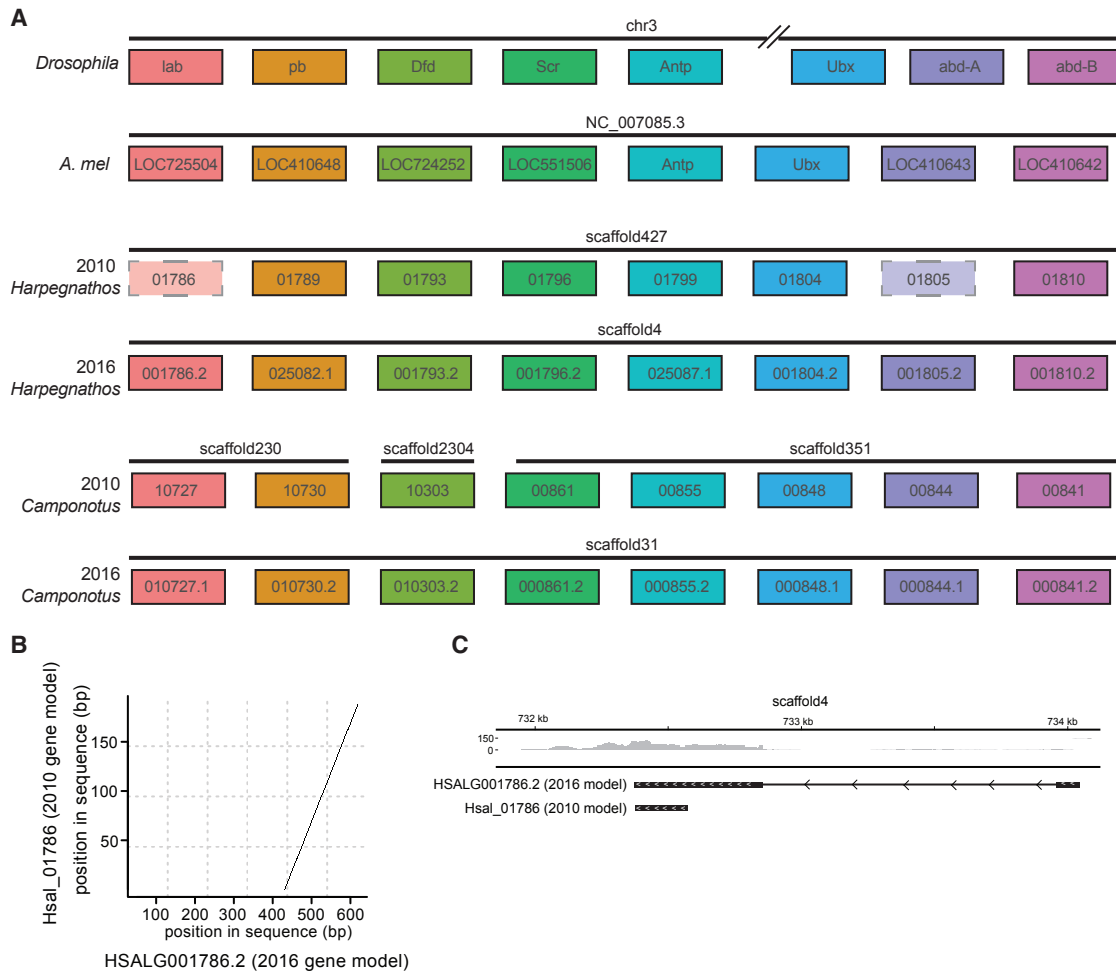 A
chr3
Drosophila
lab pb Dfd Scr Antp Ubx abd-A abd-B
NC_007085.3
A. mel
LOC725504 LOC410648 LOC724252 LOC551506 Antp Ubx LOC410643 LOC410642
scaffold427
2010
Harpegnathos
01786 01789 01793 01796 01799 01804 01805 01810
scaffold4
2016
Harpegnathos
001786.2 025082.1 001793.2 001796.2 025087.1 001804.2 001805.2 001810.2
scaffold230 scaffold2304 scaffold351
2010
Camponotus
10727 10730 10303 00861 00855 00848 00844 00841
scaffold31
2016
Camponotus
010727.1 010730.2 010303.2 000861.2 000855.2 000848.1 000844.1 000841.2
B
Hsal_01786 (2010 gene model)
position in sequence (bp)
150
100
50
100 200 300 400 500 600
position in sequence (bp)
HSALG001786.2 (2016 gene model)
C
scaffold4
732 kb 733 kb 734 kb
150
0
HSALG001786.2 (2016 model)
Hsal_01786 (2010 model)